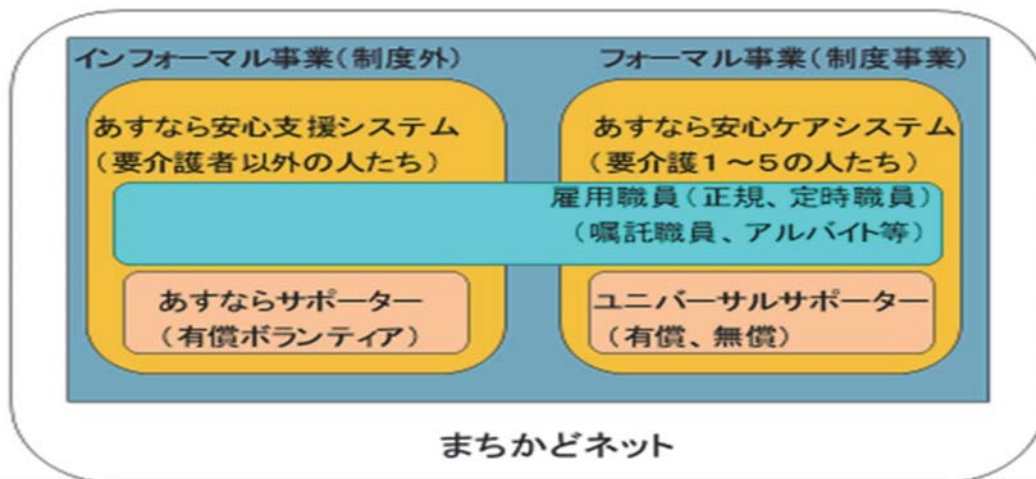 インフォーマル事業（制度外）
フォーマル事業（制度事業）
あすなら安心支援システム
（要介護者以外の人たち）
あすなら安心ケアシステム
（要介護１～５の人たち）
雇用職員（正規、定時職員）
（嘱託職員、アルバイト等）
あすならサポーター
（有償ボランティア）
ユニバーサルサポーター
（有償、無償）
まちかどネット